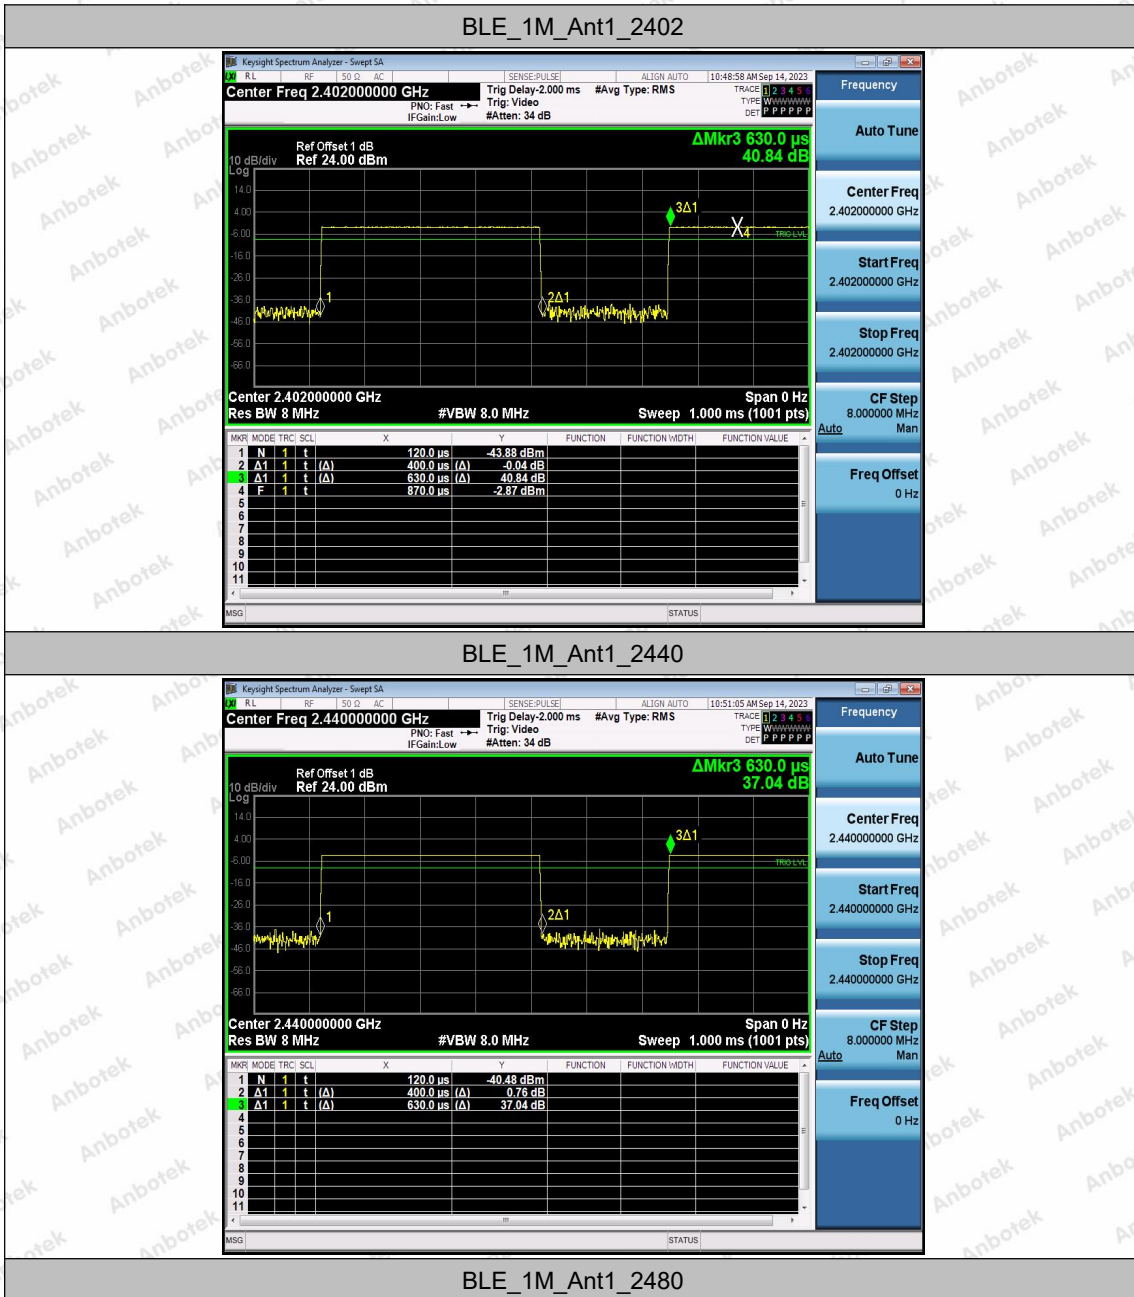 BLE_1M_Ant1_2402
Keysight Spectrum Analyzer - Swept SA
RL RF 50 Ω AC SENSE:PULSE ALIGN AUTO 10:48:58 AM Sep 14, 2023
Center Freq 2.402000000 GHz Trig Delay-2.000 ms #Avg Type: RMS TRACE 1 2 3 4 5 6
PNO: Fast Trig: Video TYPE WWWWWW
IFGain:Low #Atten: 34 dB DET P P P P P P
Frequency
Auto Tune
Center Freq
2.402000000 GHz
Start Freq
2.402000000 GHz
Stop Freq
2.402000000 GHz
CF Step
8.000000 MHz
Auto Man
Freq Offset
0 Hz
ΔMkr3 630.0 µs
40.84 dB
Ref Offset 1 dB
10 dB/div Ref 24.00 dBm
Log
14.0
4.00
-6.00
-16.0
-26.0
-36.0
-46.0
-56.0
-66.0
1
2Δ1
3Δ1
4
TRIG LVL
Center 2.402000000 GHz Span 0 Hz
Res BW 8 MHz #VBW 8.0 MHz Sweep 1.000 ms (1001 pts)
MKR MODE TRC SCL X Y FUNCTION FUNCTION WIDTH FUNCTION VALUE
1 N 1 t 120.0 µs -43.88 dBm
2 Δ1 1 t (Δ) 400.0 µs (Δ) -0.04 dB
3 Δ1 1 t (Δ) 630.0 µs (Δ) 40.84 dB
4 F 1 t 870.0 µs -2.87 dBm
5
6
7
8
9
10
11
MSG STATUS
BLE_1M_Ant1_2440
Keysight Spectrum Analyzer - Swept SA
RL RF 50 Ω AC SENSE:PULSE ALIGN AUTO 10:51:05 AM Sep 14, 2023
Center Freq 2.440000000 GHz Trig Delay-2.000 ms #Avg Type: RMS TRACE 1 2 3 4 5 6
PNO: Fast Trig: Video TYPE WWWWWW
IFGain:Low #Atten: 34 dB DET P P P P P P
Frequency
Auto Tune
Center Freq
2.440000000 GHz
Start Freq
2.440000000 GHz
Stop Freq
2.440000000 GHz
CF Step
8.000000 MHz
Auto Man
Freq Offset
0 Hz
ΔMkr3 630.0 µs
37.04 dB
Ref Offset 1 dB
10 dB/div Ref 24.00 dBm
Log
14.0
4.00
-6.00
-16.0
-26.0
-36.0
-46.0
-56.0
-66.0
1
2Δ1
3Δ1
TRIG LVL
Center 2.440000000 GHz Span 0 Hz
Res BW 8 MHz #VBW 8.0 MHz Sweep 1.000 ms (1001 pts)
MKR MODE TRC SCL X Y FUNCTION FUNCTION WIDTH FUNCTION VALUE
1 N 1 t 120.0 µs -40.48 dBm
2 Δ1 1 t (Δ) 400.0 µs (Δ) 0.76 dB
3 Δ1 1 t (Δ) 630.0 µs (Δ) 37.04 dB
4
5
6
7
8
9
10
11
MSG STATUS
BLE_1M_Ant1_2480